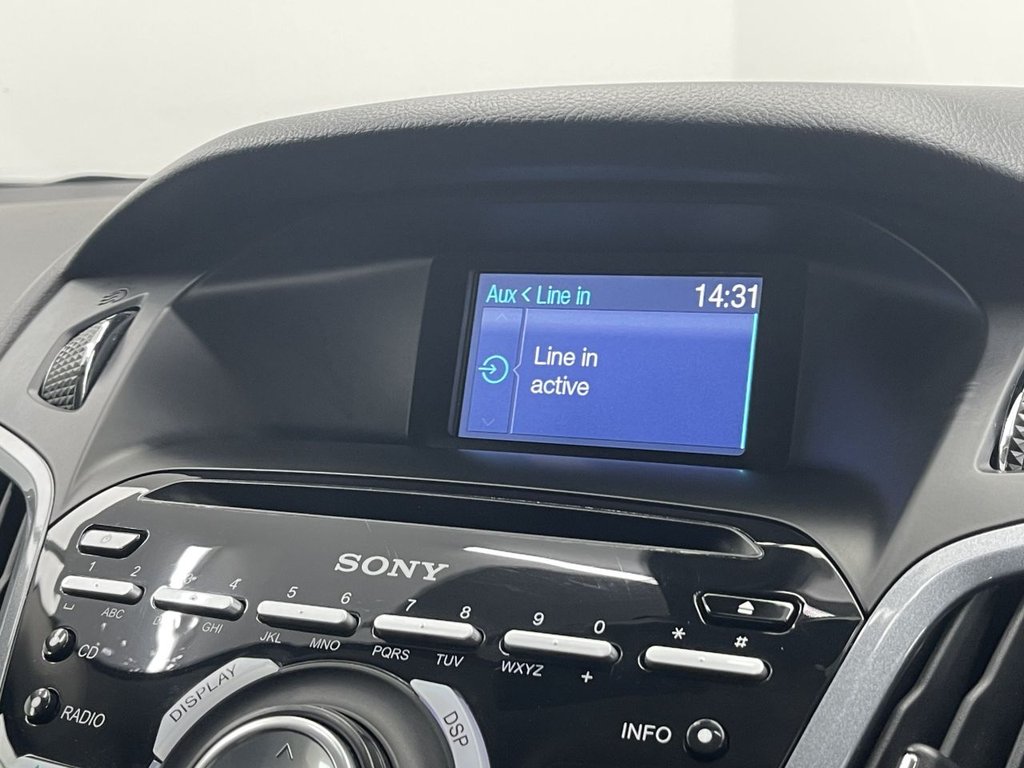 Aux < Line in 14:31
Line in
active
SONY
1 2 3 4 5 6 7 8 9 0 * #
ABC GHI JKL MNO PQRS TUV WXYZ +
CD
RADIO
DISPLAY
DSP
INFO